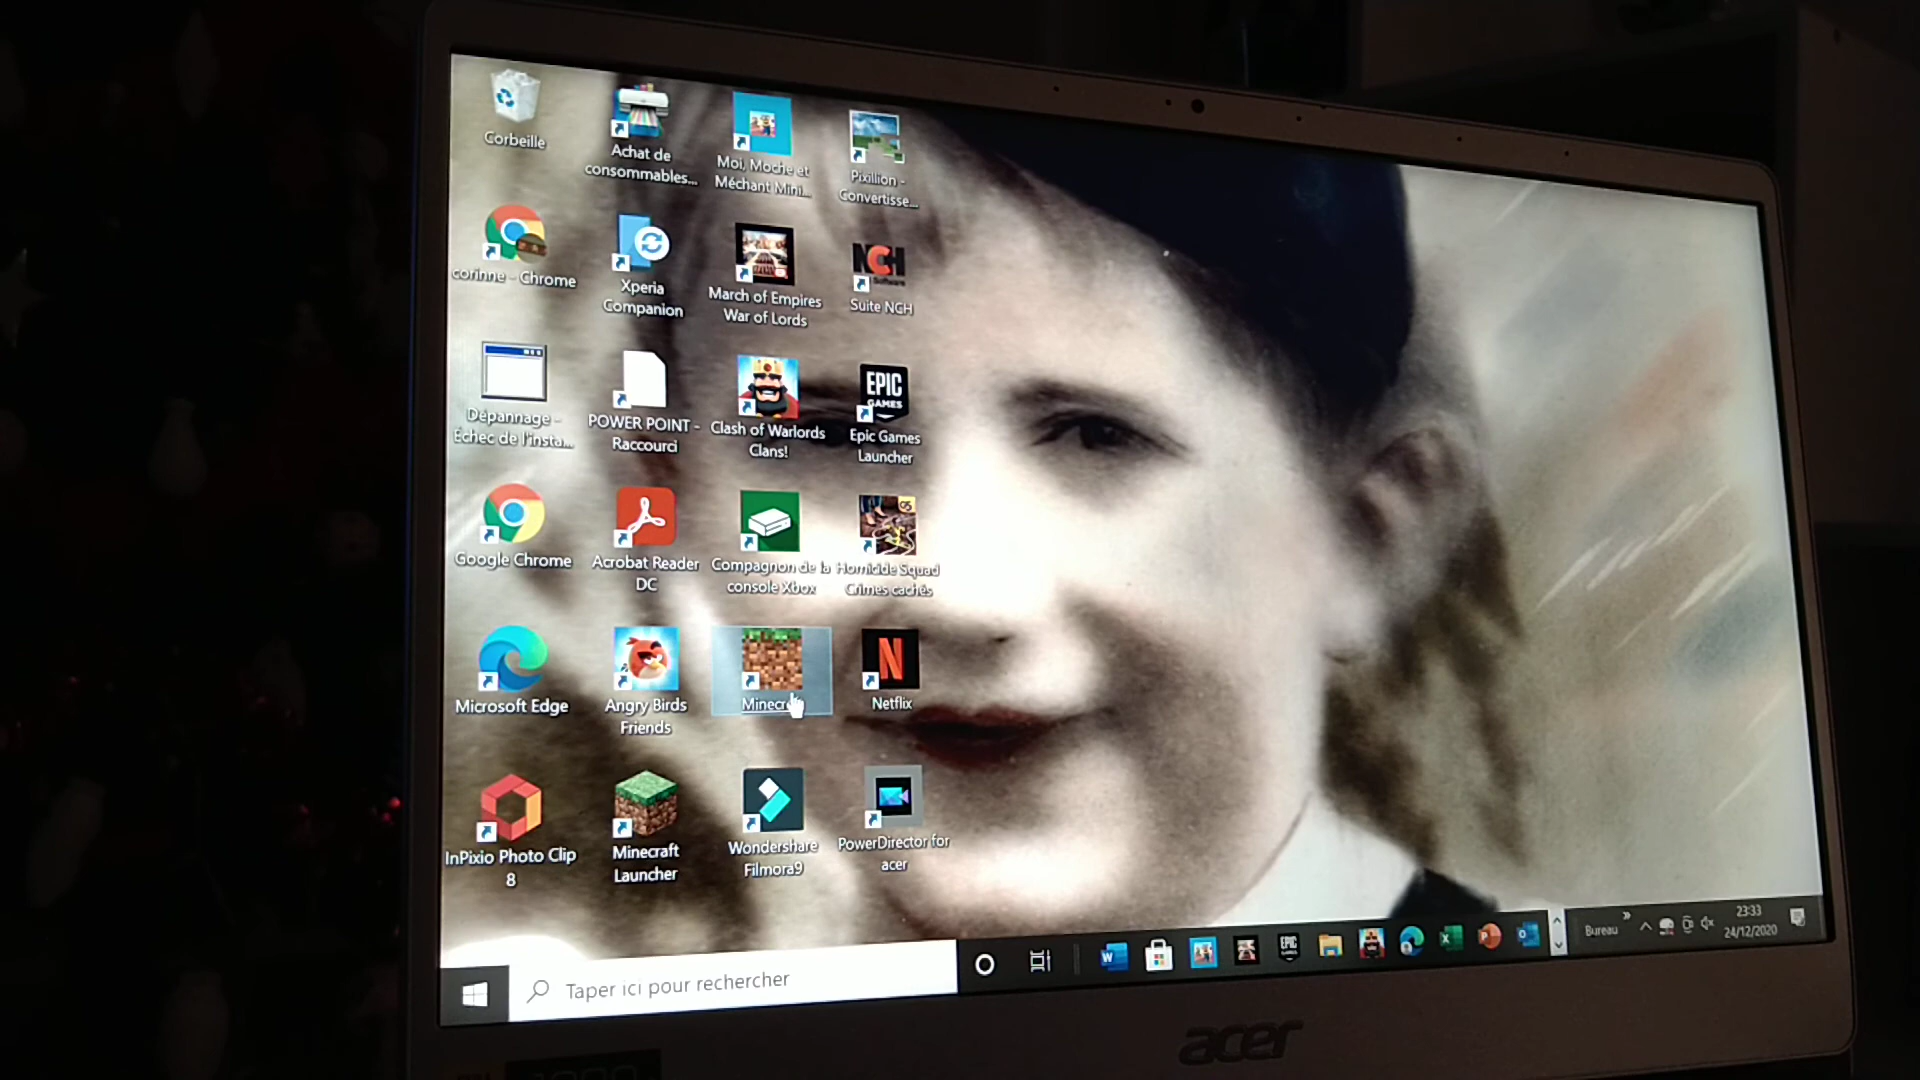 Corbeille
Achat de
consommables...
Moi, Moche et
Méchant Mini...
Pixillion -
Convertisse...
corinne - Chrome
Xperia
Companion
March of Empires
War of Lords
NCH
Software
Suite NGH
Dépannage -
Échec de l'insta...
POWER POINT -
Raccourci
Clash of Warlords
Clans!
EPIC
GAMES
Epic Games
Launcher
Google Chrome
Acrobat Reader
DC
Compagnon de la
console Xbox
Homicide Squad
Crimes cachés
Microsoft Edge
Angry Birds
Friends
N
Netflix
InPixio Photo Clip
8
Minecraft
Launcher
Wondershare
Filmora9
PowerDirector for
acer
Taper ici pour rechercher
Bureau
23:33
24/12/2020
acer